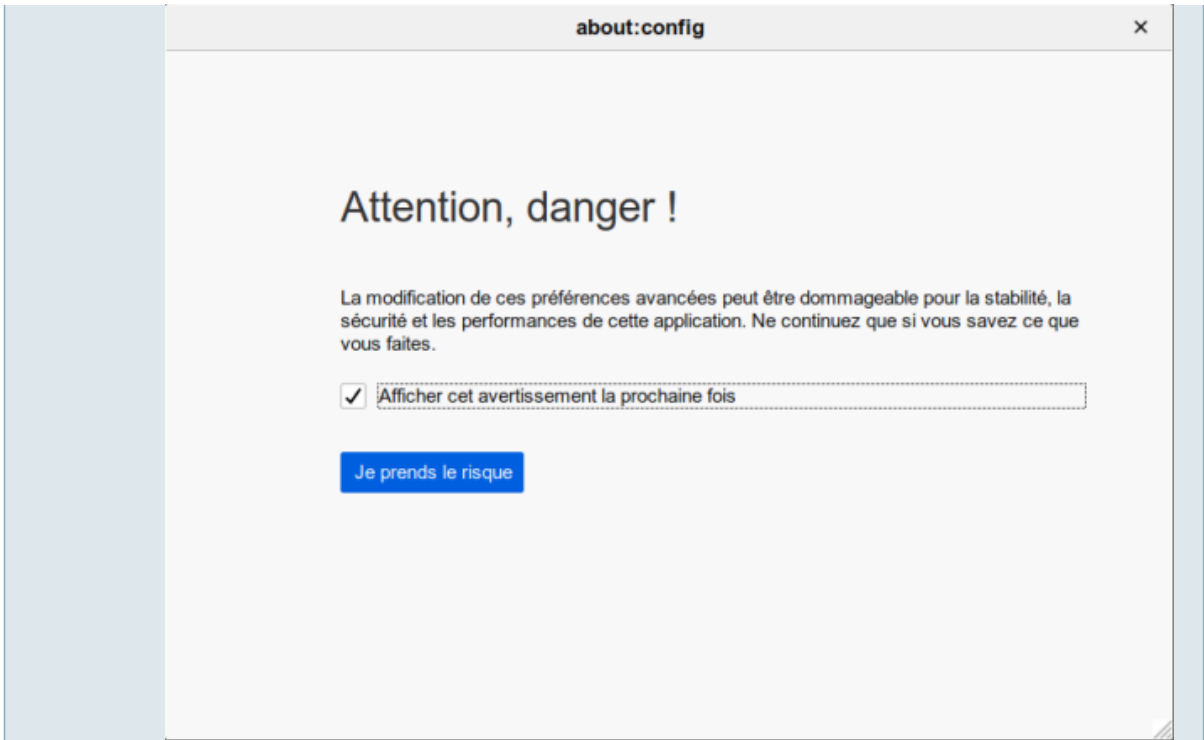 about:config
Attention, danger !
La modification de ces préférences avancées peut être dommageable pour la stabilité, la
sécurité et les performances de cette application. Ne continuez que si vous savez ce que
vous faites.
Afficher cet avertissement la prochaine fois
Je prends le risque